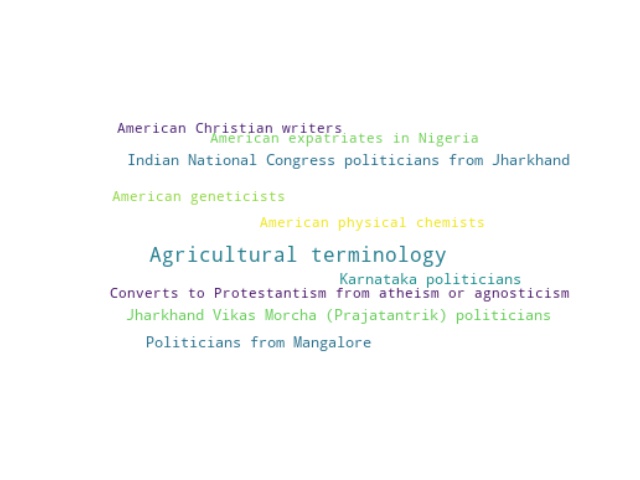 American Christian writers
American expatriates in Nigeria
Indian National Congress politicians from Jharkhand
American geneticists
American physical chemists
Agricultural terminology
Karnataka politicians
Converts to Protestantism from atheism or agnosticism
Jharkhand Vikas Morcha (Prajatantrik) politicians
Politicians from Mangalore